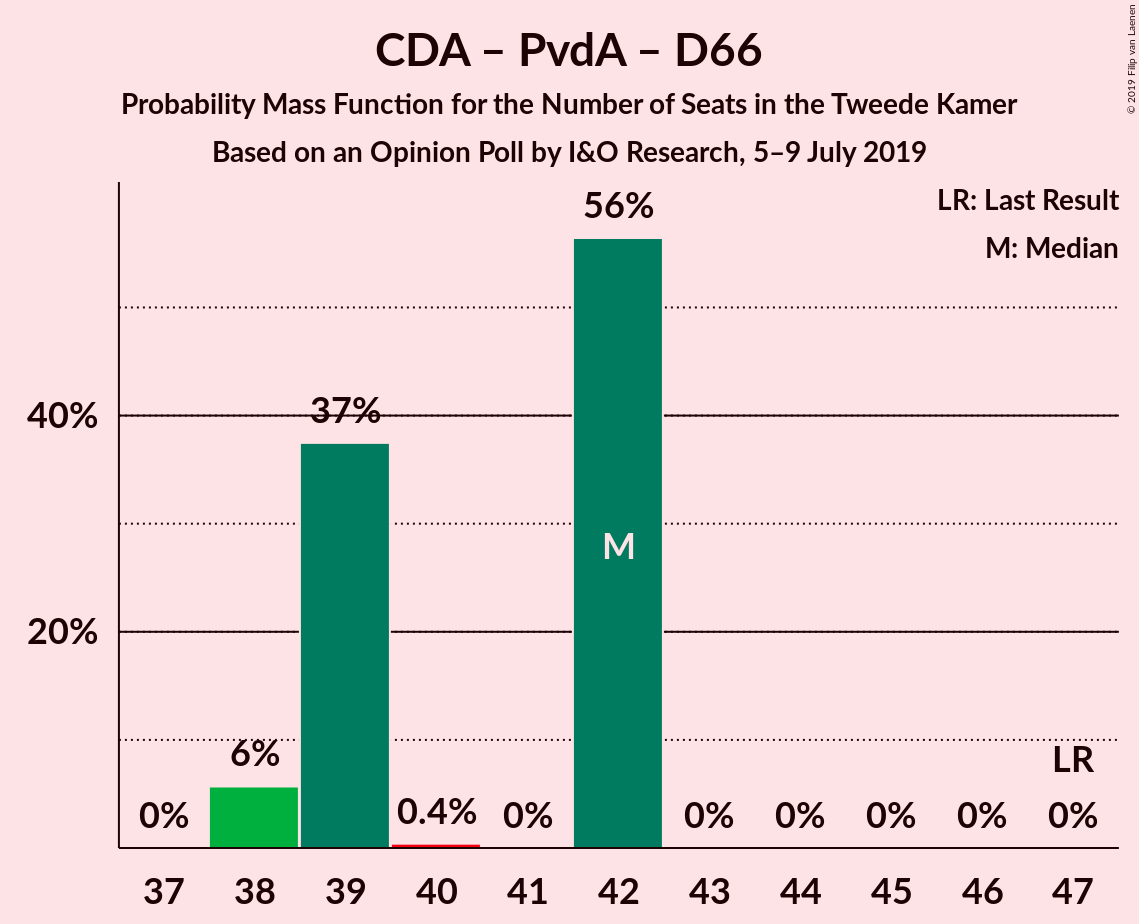 CDA – PvdA – D66
Probability Mass Function for the Number of Seats in the Tweede Kamer
Based on an Opinion Poll by I&O Research, 5–9 July 2019
© 2019 Filip van Laenen
LR: Last Result
M: Median
40%
20%
0%
6%
37%
0.4%
0%
56%
M
0%
0%
0%
0%
LR
0%
37 38 39 40 41 42 43 44 45 46 47